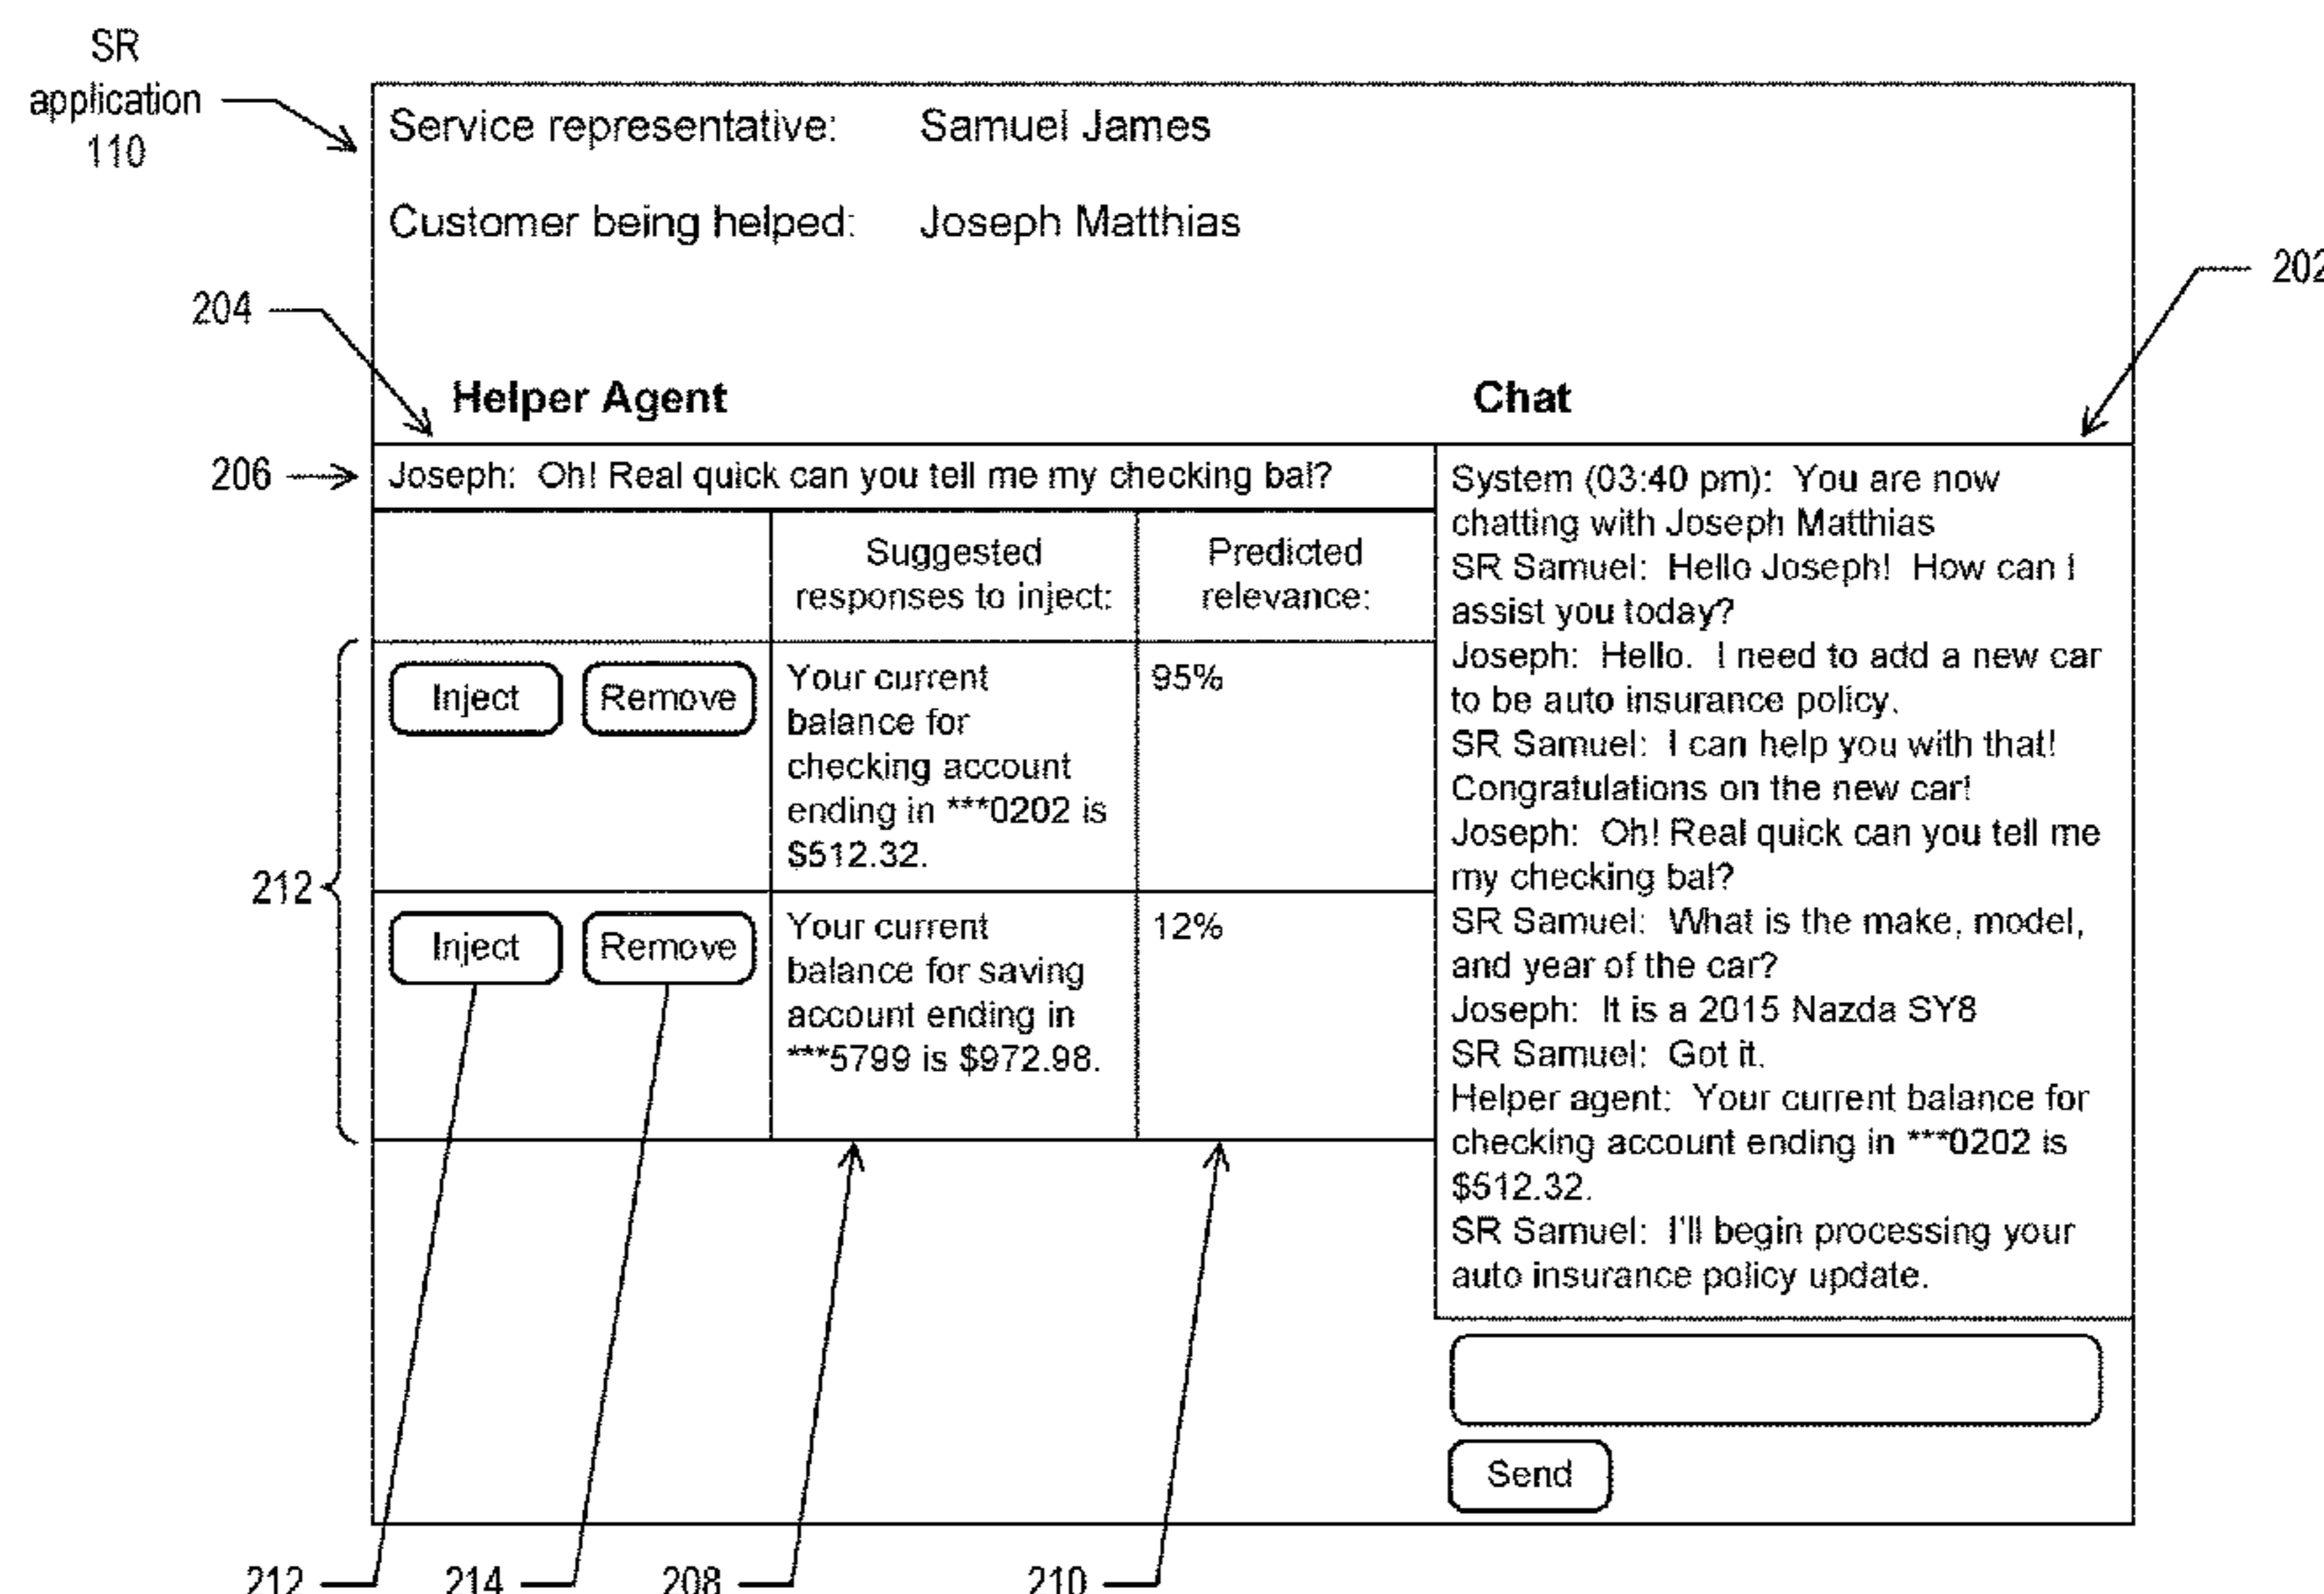 SR
application
110
Service representative: Samuel James
Customer being helped: Joseph Matthias
202
204
Helper Agent
Chat
206
Joseph: Oh! Real quick can you tell me my checking bal?
Suggested
responses to inject:
Predicted
relevance:
212
Inject
Remove
Your current
balance for
checking account
ending in ***0202 is
$512.32.
95%
Inject
Remove
Your current
balance for saving
account ending in
***5799 is $972.98.
12%
System (03:40 pm): You are now
chatting with Joseph Matthias
SR Samuel: Hello Joseph! How can I
assist you today?
Joseph: Hello. I need to add a new car
to be auto insurance policy.
SR Samuel: I can help you with that!
Congratulations on the new car!
Joseph: Oh! Real quick can you tell me
my checking bal?
SR Samuel: What is the make, model,
and year of the car?
Joseph: It is a 2015 Nazda SY8
SR Samuel: Got it.
Helper agent: Your current balance for
checking account ending in ***0202 is
$512.32.
SR Samuel: I'll begin processing your
auto insurance policy update.
Send
212
214
208
210